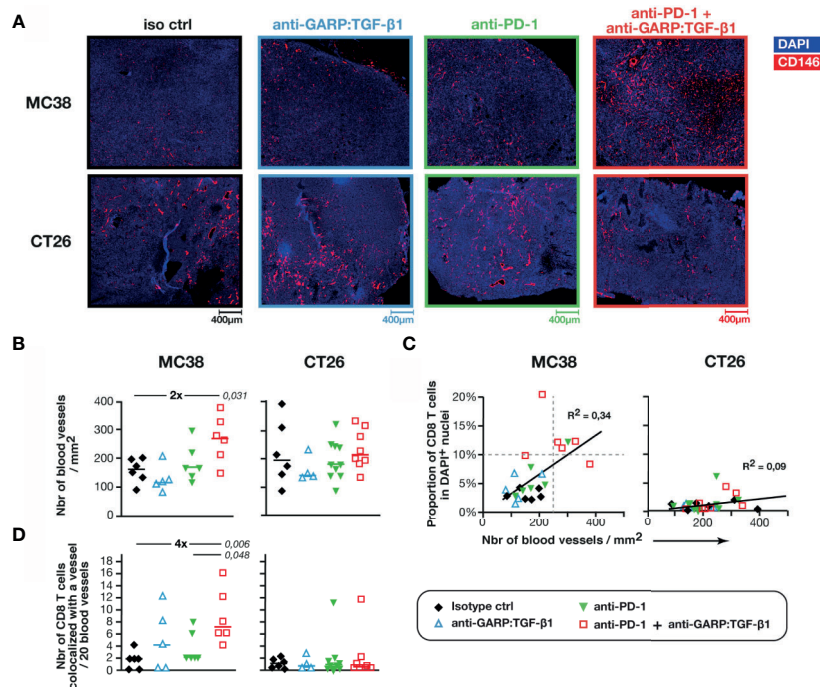 A
iso ctrl
anti-GARP:TGF-β1
anti-PD-1
anti-PD-1 +
anti-GARP:TGF-β1
DAPI
CD146
MC38
CT26
400µm
400µm
400µm
400µm
B
MC38
CT26
Nbr of blood vessels
/ mm²
400
300
200
100
0
2x
0,031
C
MC38
CT26
Proportion of CD8 T cells
in DAPI⁺ nuclei
20%
15%
10%
5%
0
R² = 0,34
R² = 0,09
0
200
400
0
200
400
Nbr of blood vessels / mm²
D
Nbr of CD8 T cells
colocalized with a vessel
/ 20 blood vessels
18
16
14
12
10
8
6
4
2
0
4x
0,006
0,048
Isotype ctrl
anti-PD-1
anti-GARP:TGF-β1
anti-PD-1 + anti-GARP:TGF-β1